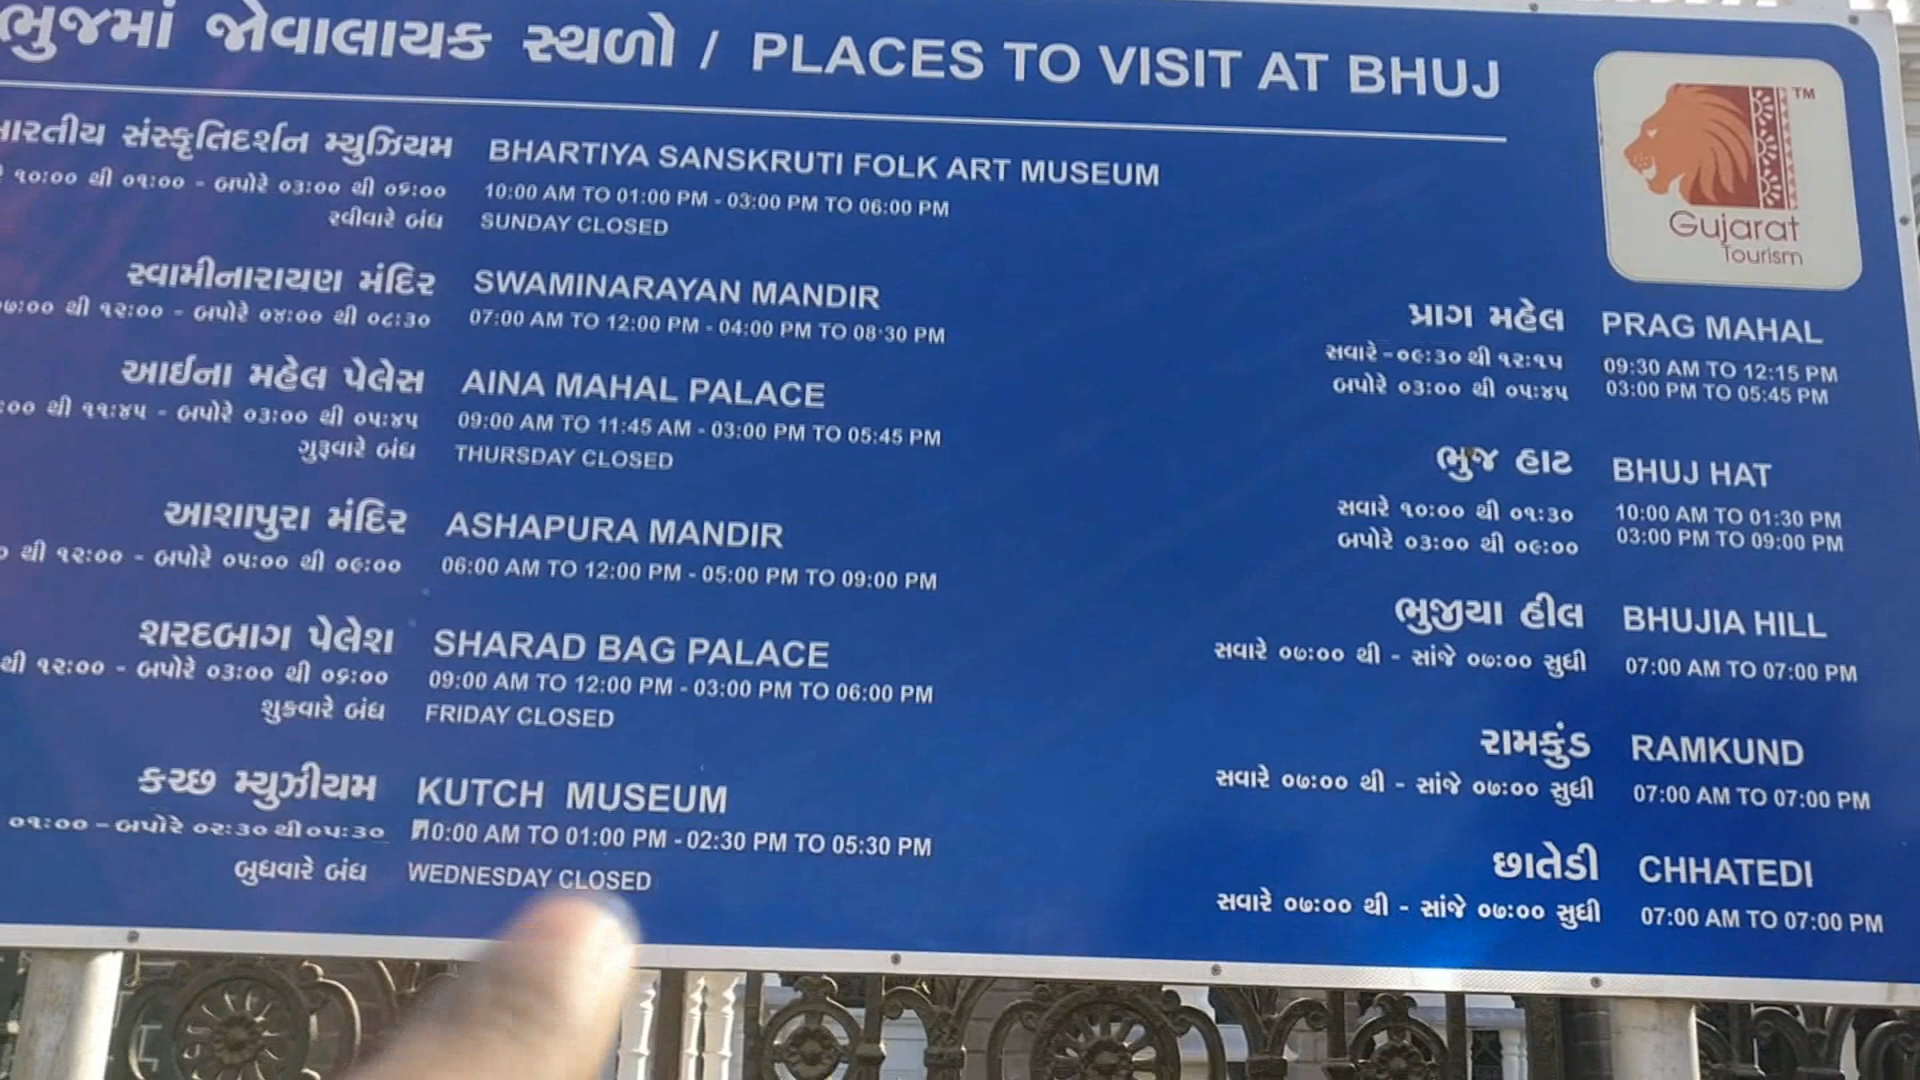 ભુજમાં જોવાલાયક સ્થળો / PLACES TO VISIT AT BHUJ
સંસ્કૃતિદર્શન મ્યુઝિયમ BHARTIYA SANSKRUTI FOLK ART MUSEUM
૧૦:૦૦ થી ૦૧:૦૦ - બપોરે ૦૩:૦૦ થી ૦૬:૦૦ 10:00 AM TO 01:00 PM - 03:00 PM TO 06:00 PM
રવીવારે બંધ SUNDAY CLOSED
સ્વામીનારાયણ મંદિર SWAMINARAYAN MANDIR
૦૭:૦૦ થી ૧૨:૦૦ - બપોરે ૦૪:૦૦ થી ૦૮:૩૦ 07:00 AM TO 12:00 PM - 04:00 PM TO 08:30 PM
આઈના મહેલ પેલેસ AINA MAHAL PALACE
થી ૧૧:૪૫ - બપોરે ૦૩:૦૦ થી ૦૫:૪૫ 09:00 AM TO 11:45 AM - 03:00 PM TO 05:45 PM
ગુરૂવારે બંધ THURSDAY CLOSED
આશાપુરા મંદિર ASHAPURA MANDIR
થી ૧૨:૦૦ - બપોરે ૦૫:૦૦ થી ૦૯:૦૦ 06:00 AM TO 12:00 PM - 05:00 PM TO 09:00 PM
શરદબાગ પેલેશ SHARAD BAG PALACE
થી ૧૨:૦૦ - બપોરે ૦૩:૦૦ થી ૦૬:૦૦ 09:00 AM TO 12:00 PM - 03:00 PM TO 06:00 PM
શુક્રવારે બંધ FRIDAY CLOSED
કચ્છ મ્યુઝીયમ KUTCH MUSEUM
૦૧:૦૦ - બપોરે ૦૨:૩૦ થી ૦૫:૩૦ 10:00 AM TO 01:00 PM - 02:30 PM TO 05:30 PM
બુધવારે બંધ WEDNESDAY CLOSED
TM
Gujarat
Tourism
પ્રાગ મહેલ PRAG MAHAL
સવારે - ૦૯:૩૦ થી ૧૨:૧૫ 09:30 AM TO 12:15 PM
બપોરે ૦૩:૦૦ થી ૦૫:૪૫ 03:00 PM TO 05:45 PM
ભુજ હાટ BHUJ HAT
સવારે ૧૦:૦૦ થી ૦૧:૩૦ 10:00 AM TO 01:30 PM
બપોરે ૦૩:૦૦ થી ૦૯:૦૦ 03:00 PM TO 09:00 PM
ભુજીયા હીલ BHUJIA HILL
સવારે ૦૭:૦૦ થી - સાંજે ૦૭:૦૦ સુધી 07:00 AM TO 07:00 PM
રામકુંડ RAMKUND
સવારે ૦૭:૦૦ થી - સાંજે ૦૭:૦૦ સુધી 07:00 AM TO 07:00 PM
છાતેડી CHHATEDI
સવારે ૦૭:૦૦ થી - સાંજે ૦૭:૦૦ સુધી 07:00 AM TO 07:00 PM